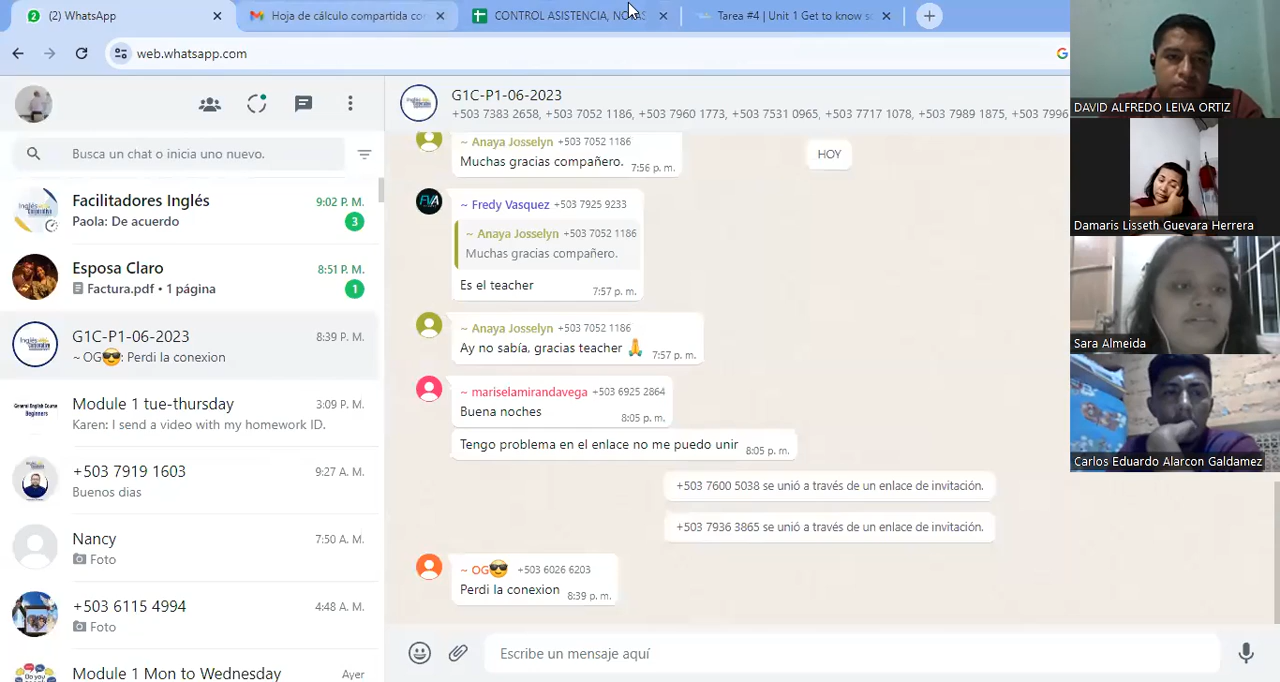 (2) WhatsApp
Hoja de cálculo compartida co
CONTROL ASISTENCIA, NO
Tarea #4 | Unit 1 Get to know so
web.whatsapp.com
Busca un chat o inicia uno nuevo.
Facilitadores Inglés 9:02 P. M.
Paola: De acuerdo 3
Esposa Claro 8:51 P. M.
Factura.pdf • 1 página 1
G1C-P1-06-2023 8:39 P. M.
~ OG😎: Perdi la conexion
Module 1 tue-thurday 3:09 P. M.
Karen: I send a video with my homework ID.
+503 7919 1603 9:27 A. M.
Buenos días
Nancy 7:50 A. M.
Foto
+503 6115 4994 4:48 A. M.
Foto
Module 1 Mon and Wednesday Ayer
G1C-P1-06-2023
+503 7052 1186, +503 7960 1773, +503 7531 0965, +503 7717 1078, +503 7989 1875, +503 7996
HOY
~ Anaya Josselyn +503 7052 1186
Muchas gracias compañero. 7:56 p. m.
~ Fredy Vasquez +503 7925 9233
Josselyn +503 7052 1186
Muchas gracias compañero.
Es el teacher 7:57 p. m.
~ Anaya Josselyn +503 7052 1186
Ay no sabía gracias teacher 🙏 7:57 p. m.
~ mariselamirandavega +503 6925 2864
Buena noches 8:05 p. m.
Tengo problema en el enlace no me puedo unir 8:05 p. m.
+503 7600 5038 se unió a través de un enlace de invitación.
+503 7936 3865 se unió a través de un enlace de invitación.
~ OG😎 +503 6026 6203
Perdi la conexion 8:39 p. m.
Escribe un mensaje aquí
DAVID ALFREDO LEIVA ORTIZ
Damaris Lisseth Guevara Herrera
Sara Almeida
Carlos Eduardo Alarcon Galdamez